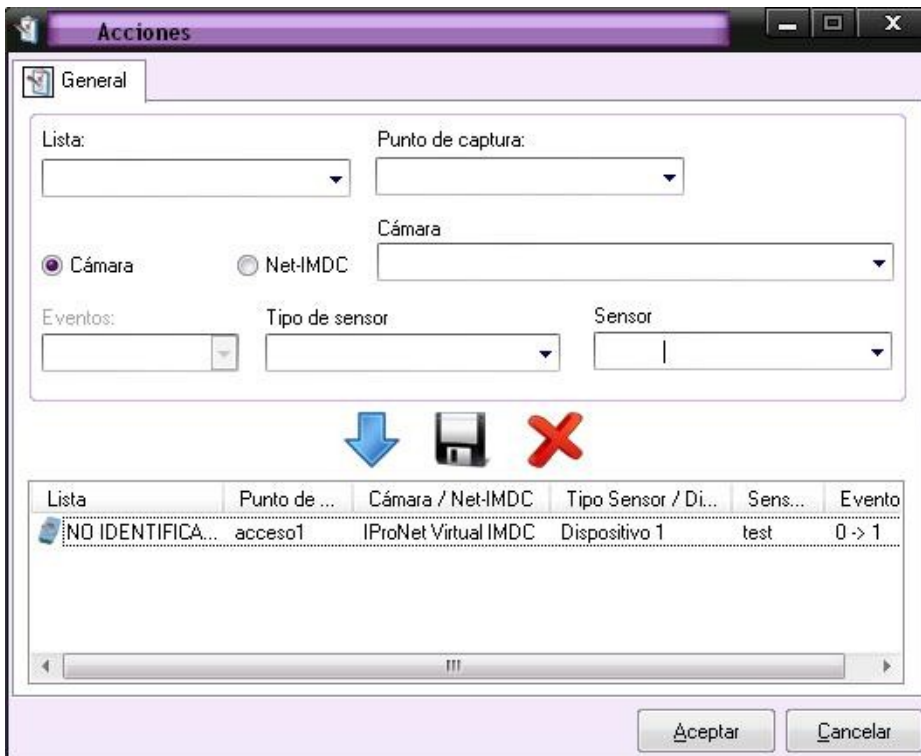 Acciones
General
Lista:
Punto de captura:
Cámara
Cámara
Net-IMDC
Eventos:
Tipo de sensor
Sensor
Lista Punto de ... Cámara / Net-IMDC Tipo Sensor / Di... Sens... Evento
NO IDENTIFICA... acceso1 IProNet Virtual IMDC Dispositivo 1 test 0 -> 1
Aceptar
Cancelar